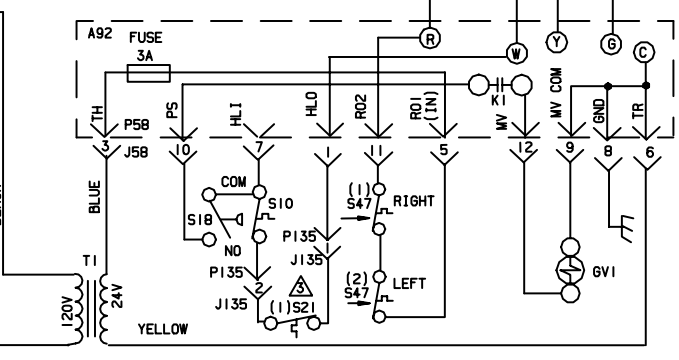 A92
FUSE
3A
R
W
Y
G
C
K1
TH
PS
HLI
HLO
RO2
RO1
(IN)
MV
MV COM
GND
TR
P58
3
J58
10
7
1
11
5
12
9
8
6
BLUE
COM
S18
S10
NO
P135
1
J135
P135
2
J135
3
(1)S21
(1)
S47
RIGHT
(2)
S47
LEFT
GV1
T1
120V
24V
YELLOW